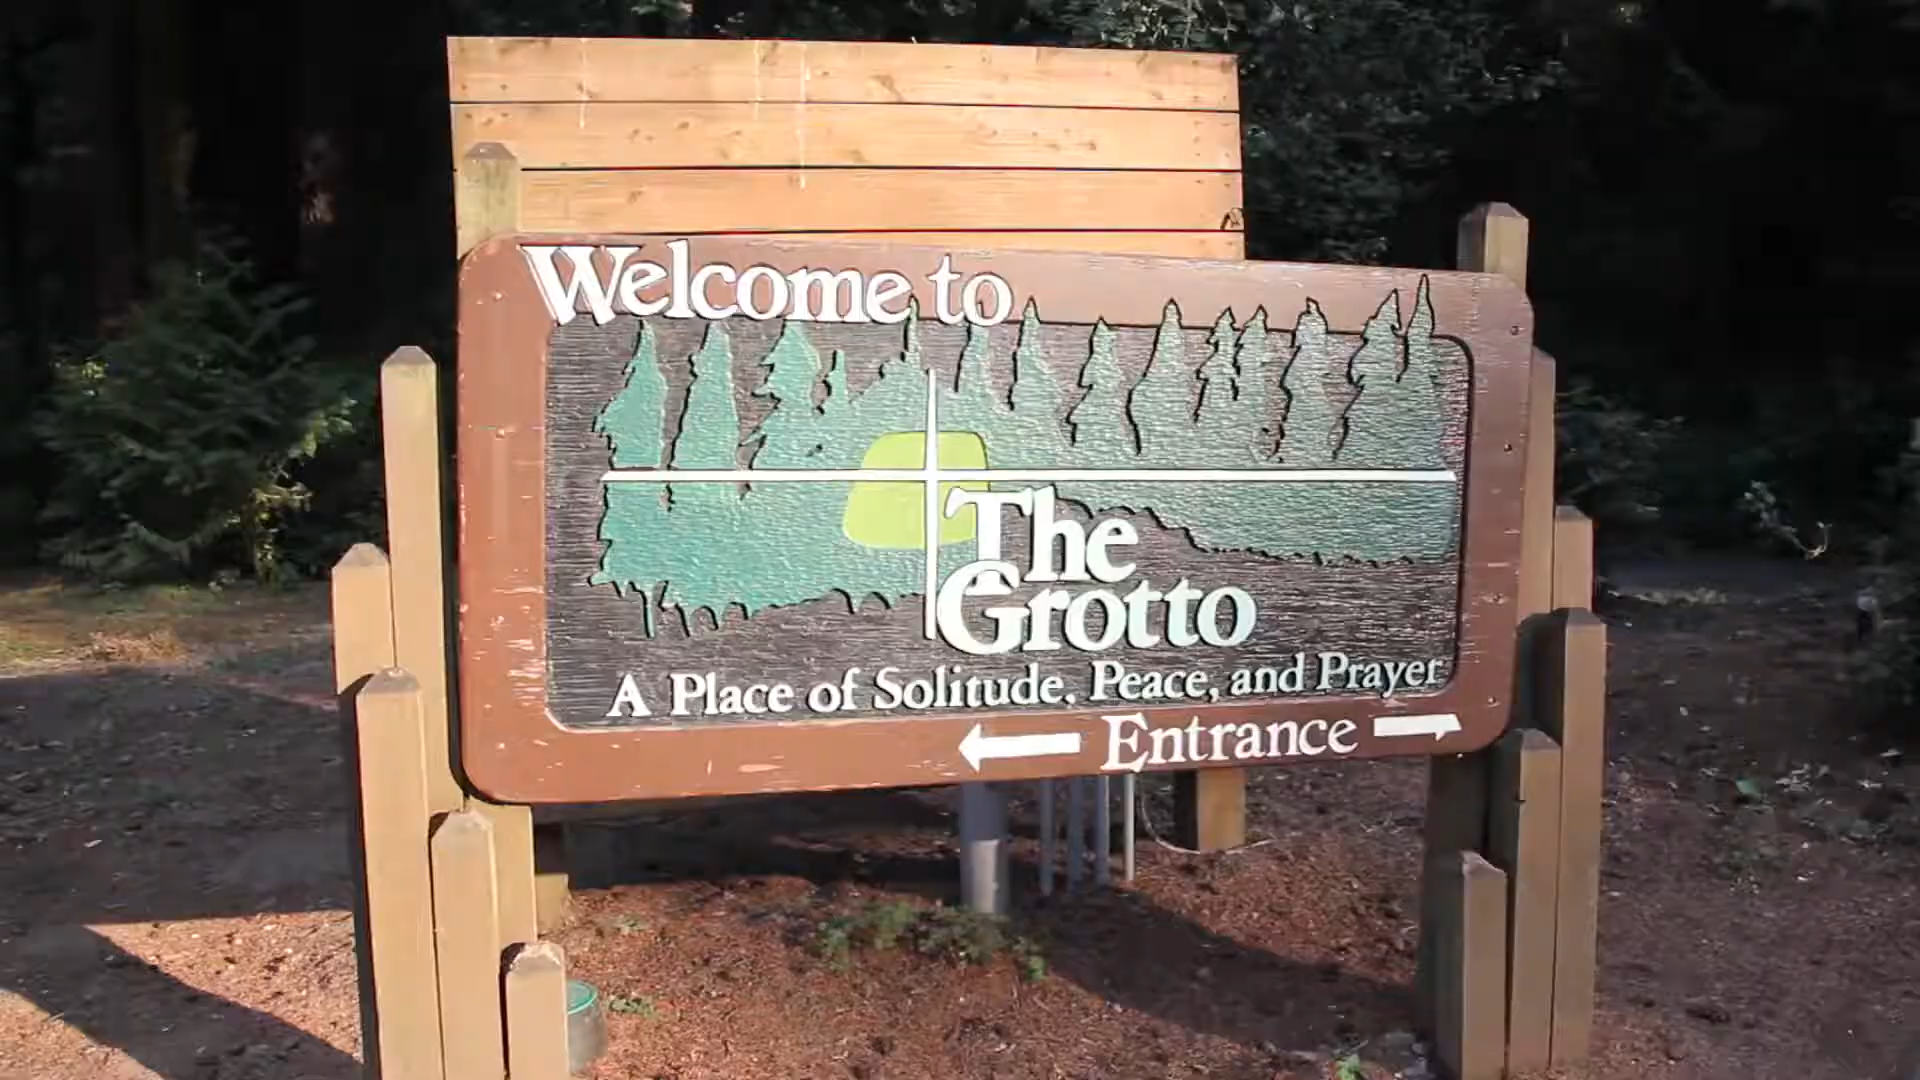 Welcome to
The
Grotto
A Place of Solitude, Peace, and Prayer
Entrance